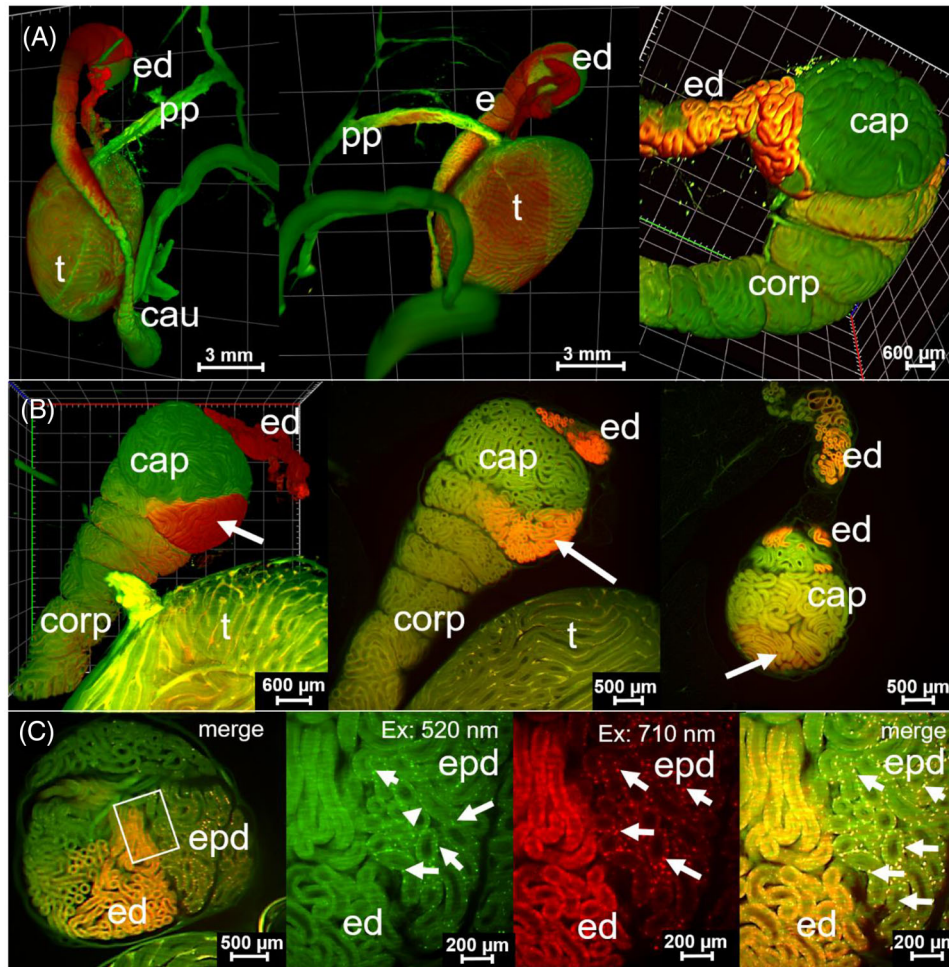 (A)
ed
pp
t
cau
3 mm
ed
e
pp
t
3 mm
ed
cap
corp
600 µm
(B)
ed
cap
corp
t
600 µm
ed
cap
corp
t
500 µm
ed
ed
cap
500 µm
(C)
merge
epd
ed
500 µm
Ex: 520 nm
epd
ed
200 µm
Ex: 710 nm
epd
ed
200 µm
merge
epd
ed
200 µm